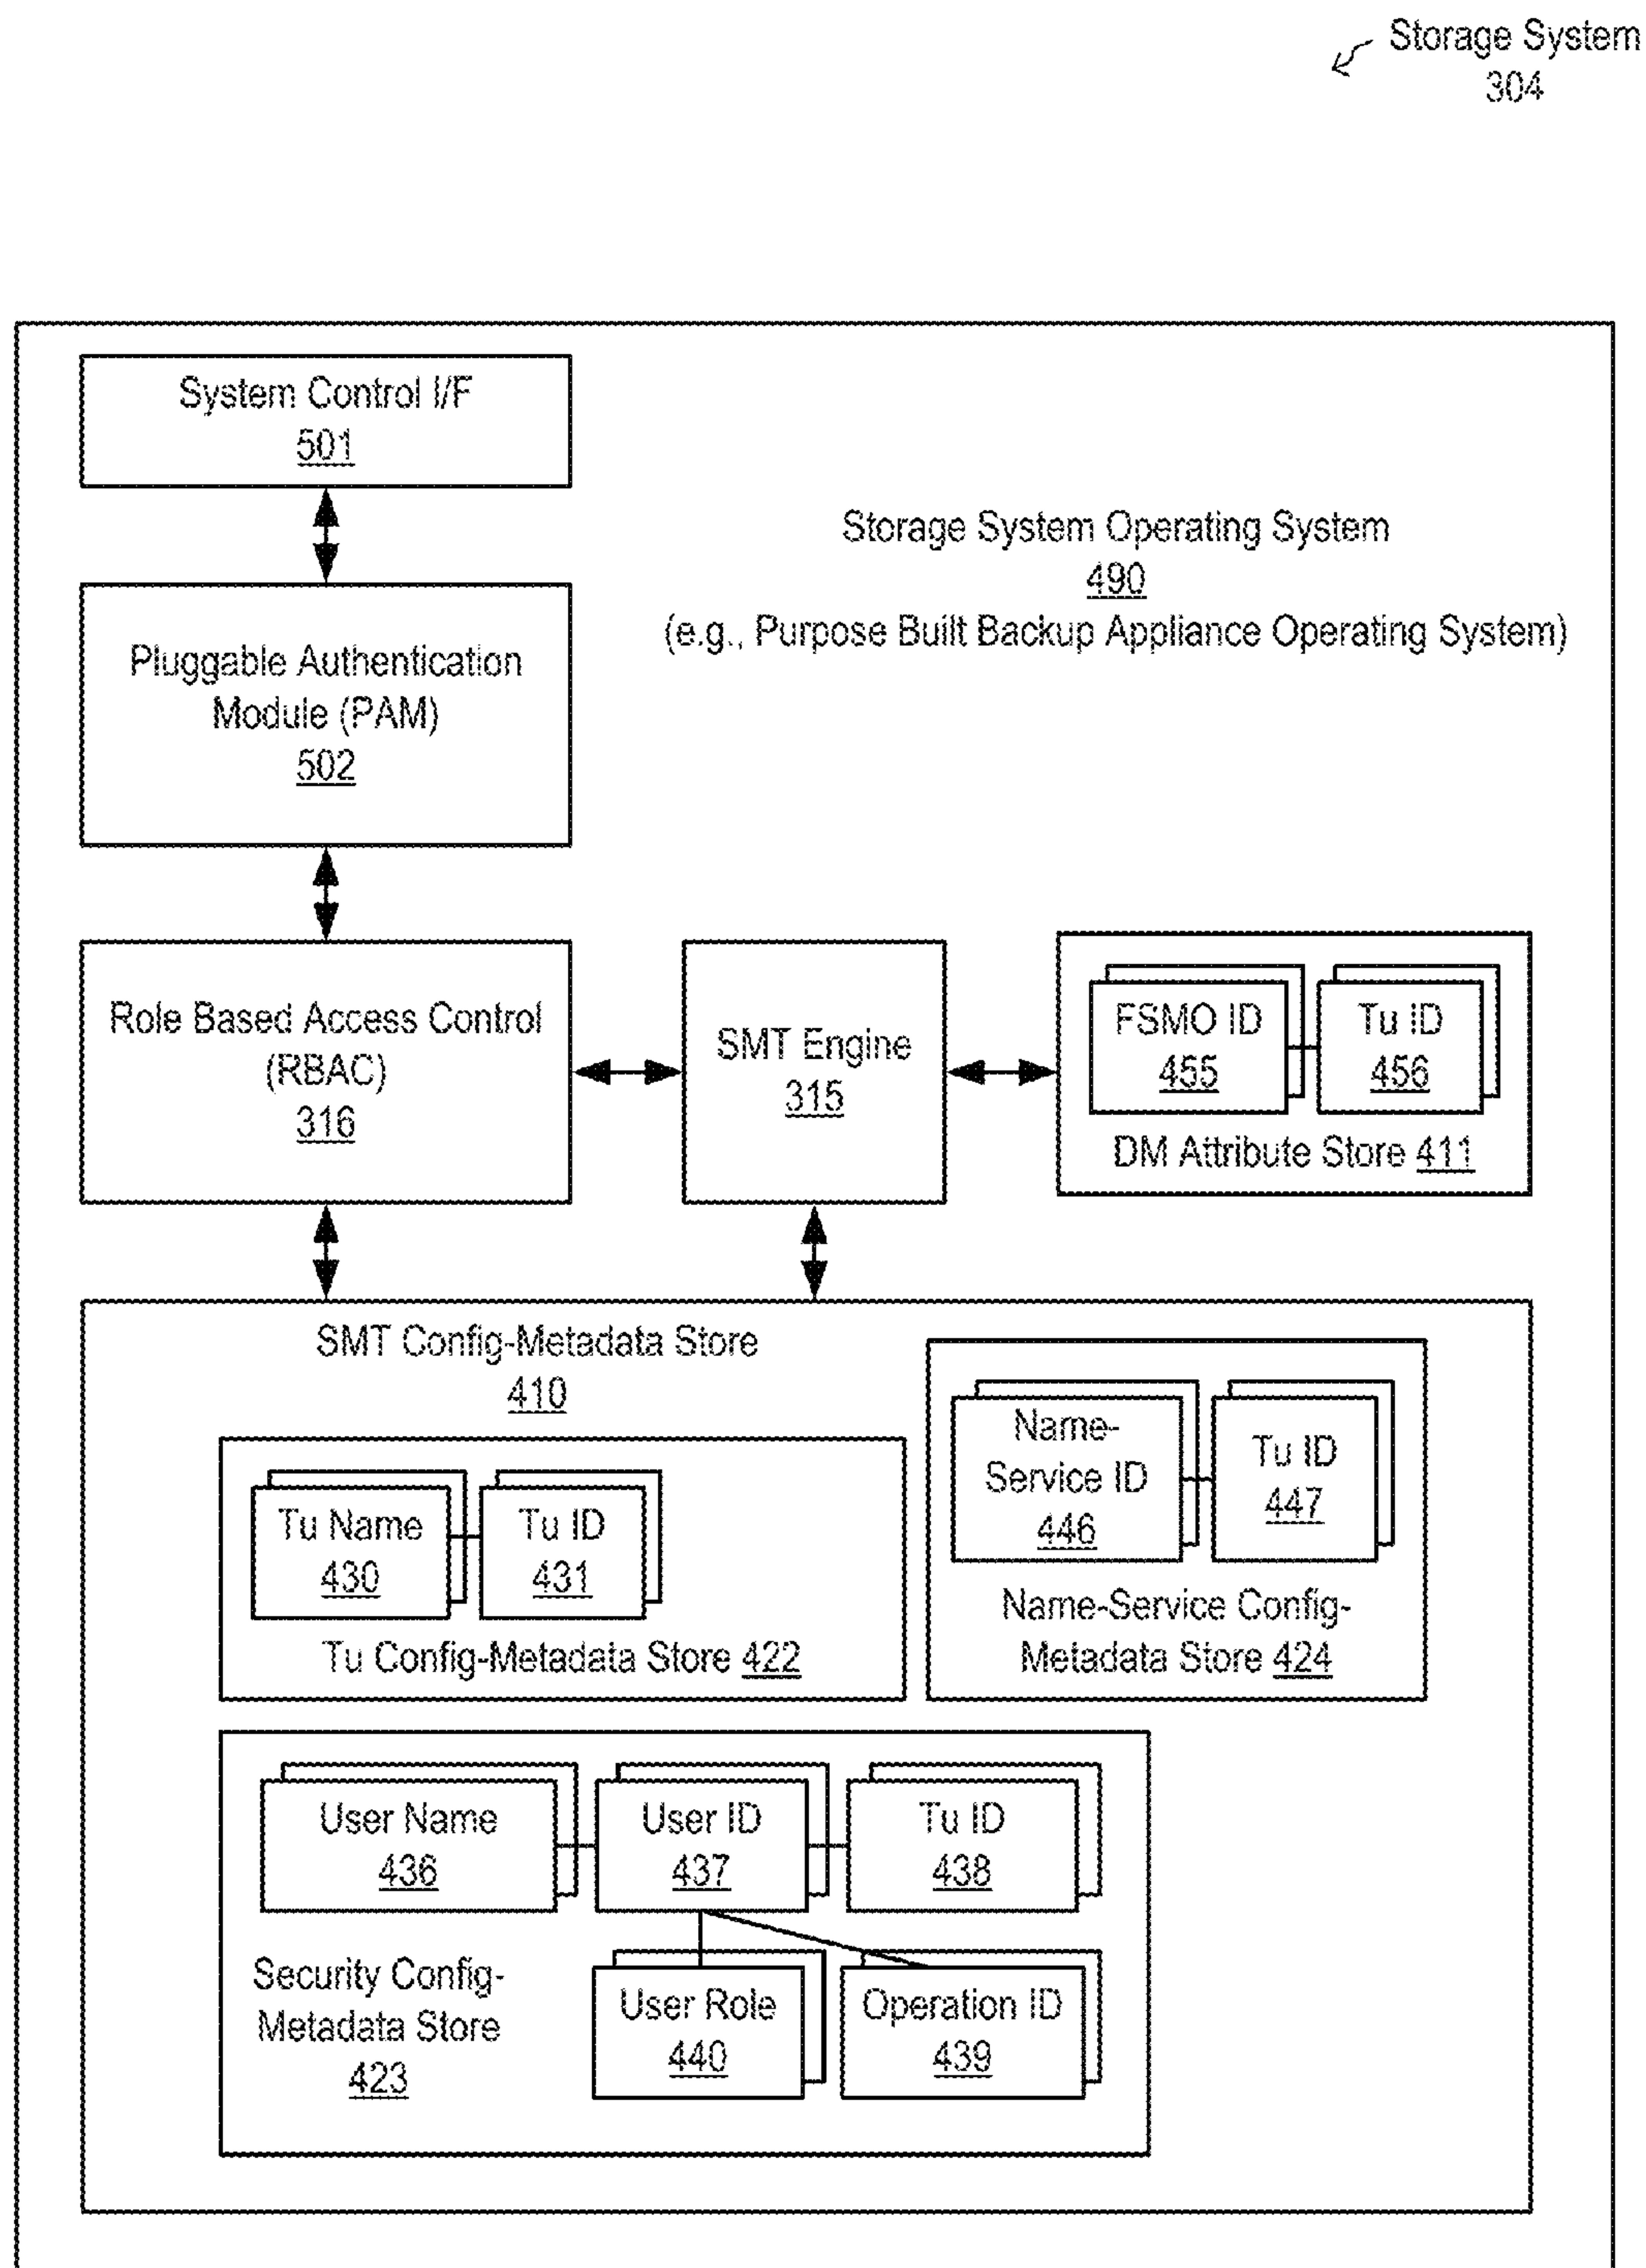 Storage System
304
System Control I/F
501
Storage System Operating System
490
(e.g., Purpose Built Backup Appliance Operating System)
Pluggable Authentication
Module (PAM)
502
Role Based Access Control
(RBAC)
316
SMT Engine
315
FSMO ID
455
Tu ID
456
DM Attribute Store 411
SMT Config-Metadata Store
410
Name-
Service ID
446
Tu ID
447
Name-Service Config-
Metadata Store 424
Tu Name
430
Tu ID
431
Tu Config-Metadata Store 422
User Name
436
User ID
437
Tu ID
438
Security Config-
Metadata Store
423
User Role
440
Operation ID
439